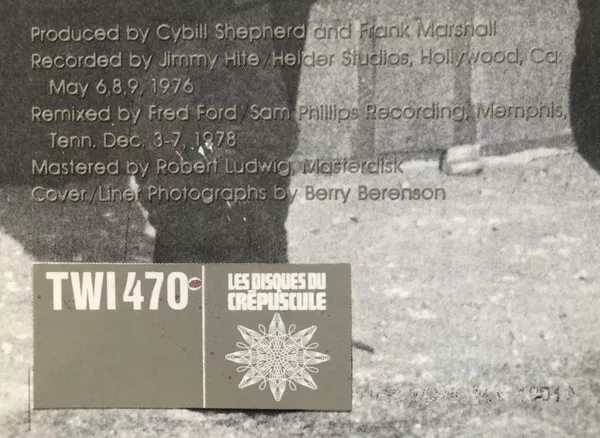 Produced by Cybill Shepherd and Frank Marshall
Recorded by Jimmy Hite/Heider Studios, Hollywood, Ca.
May 6,8,9, 1976
Remixed by Fred Ford/Sam Phillips Recording, Memphis,
Tenn. Dec. 3-7, 1978
Mastered by Robert Ludwig, Masterdisk
Cover/Liner Photographs by Berry Berenson
TWI 470
LES DISQUES DU
CRÉPUSCULE